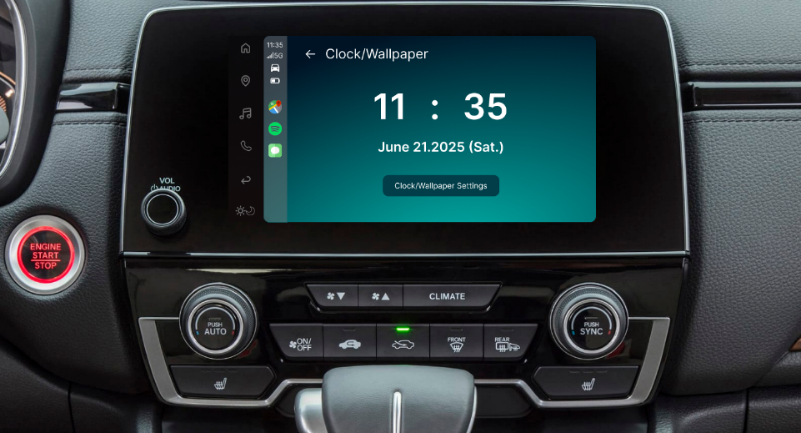 11:35
5G
← Clock/Wallpaper
11 : 35
June 21.2025 (Sat.)
Clock/Wallpaper Settings
VOL
AUDIO
ENGINE
START
STOP
CLIMATE
PUSH
AUTO
ON/
OFF
FRONT
REAR
PUSH
SYNC